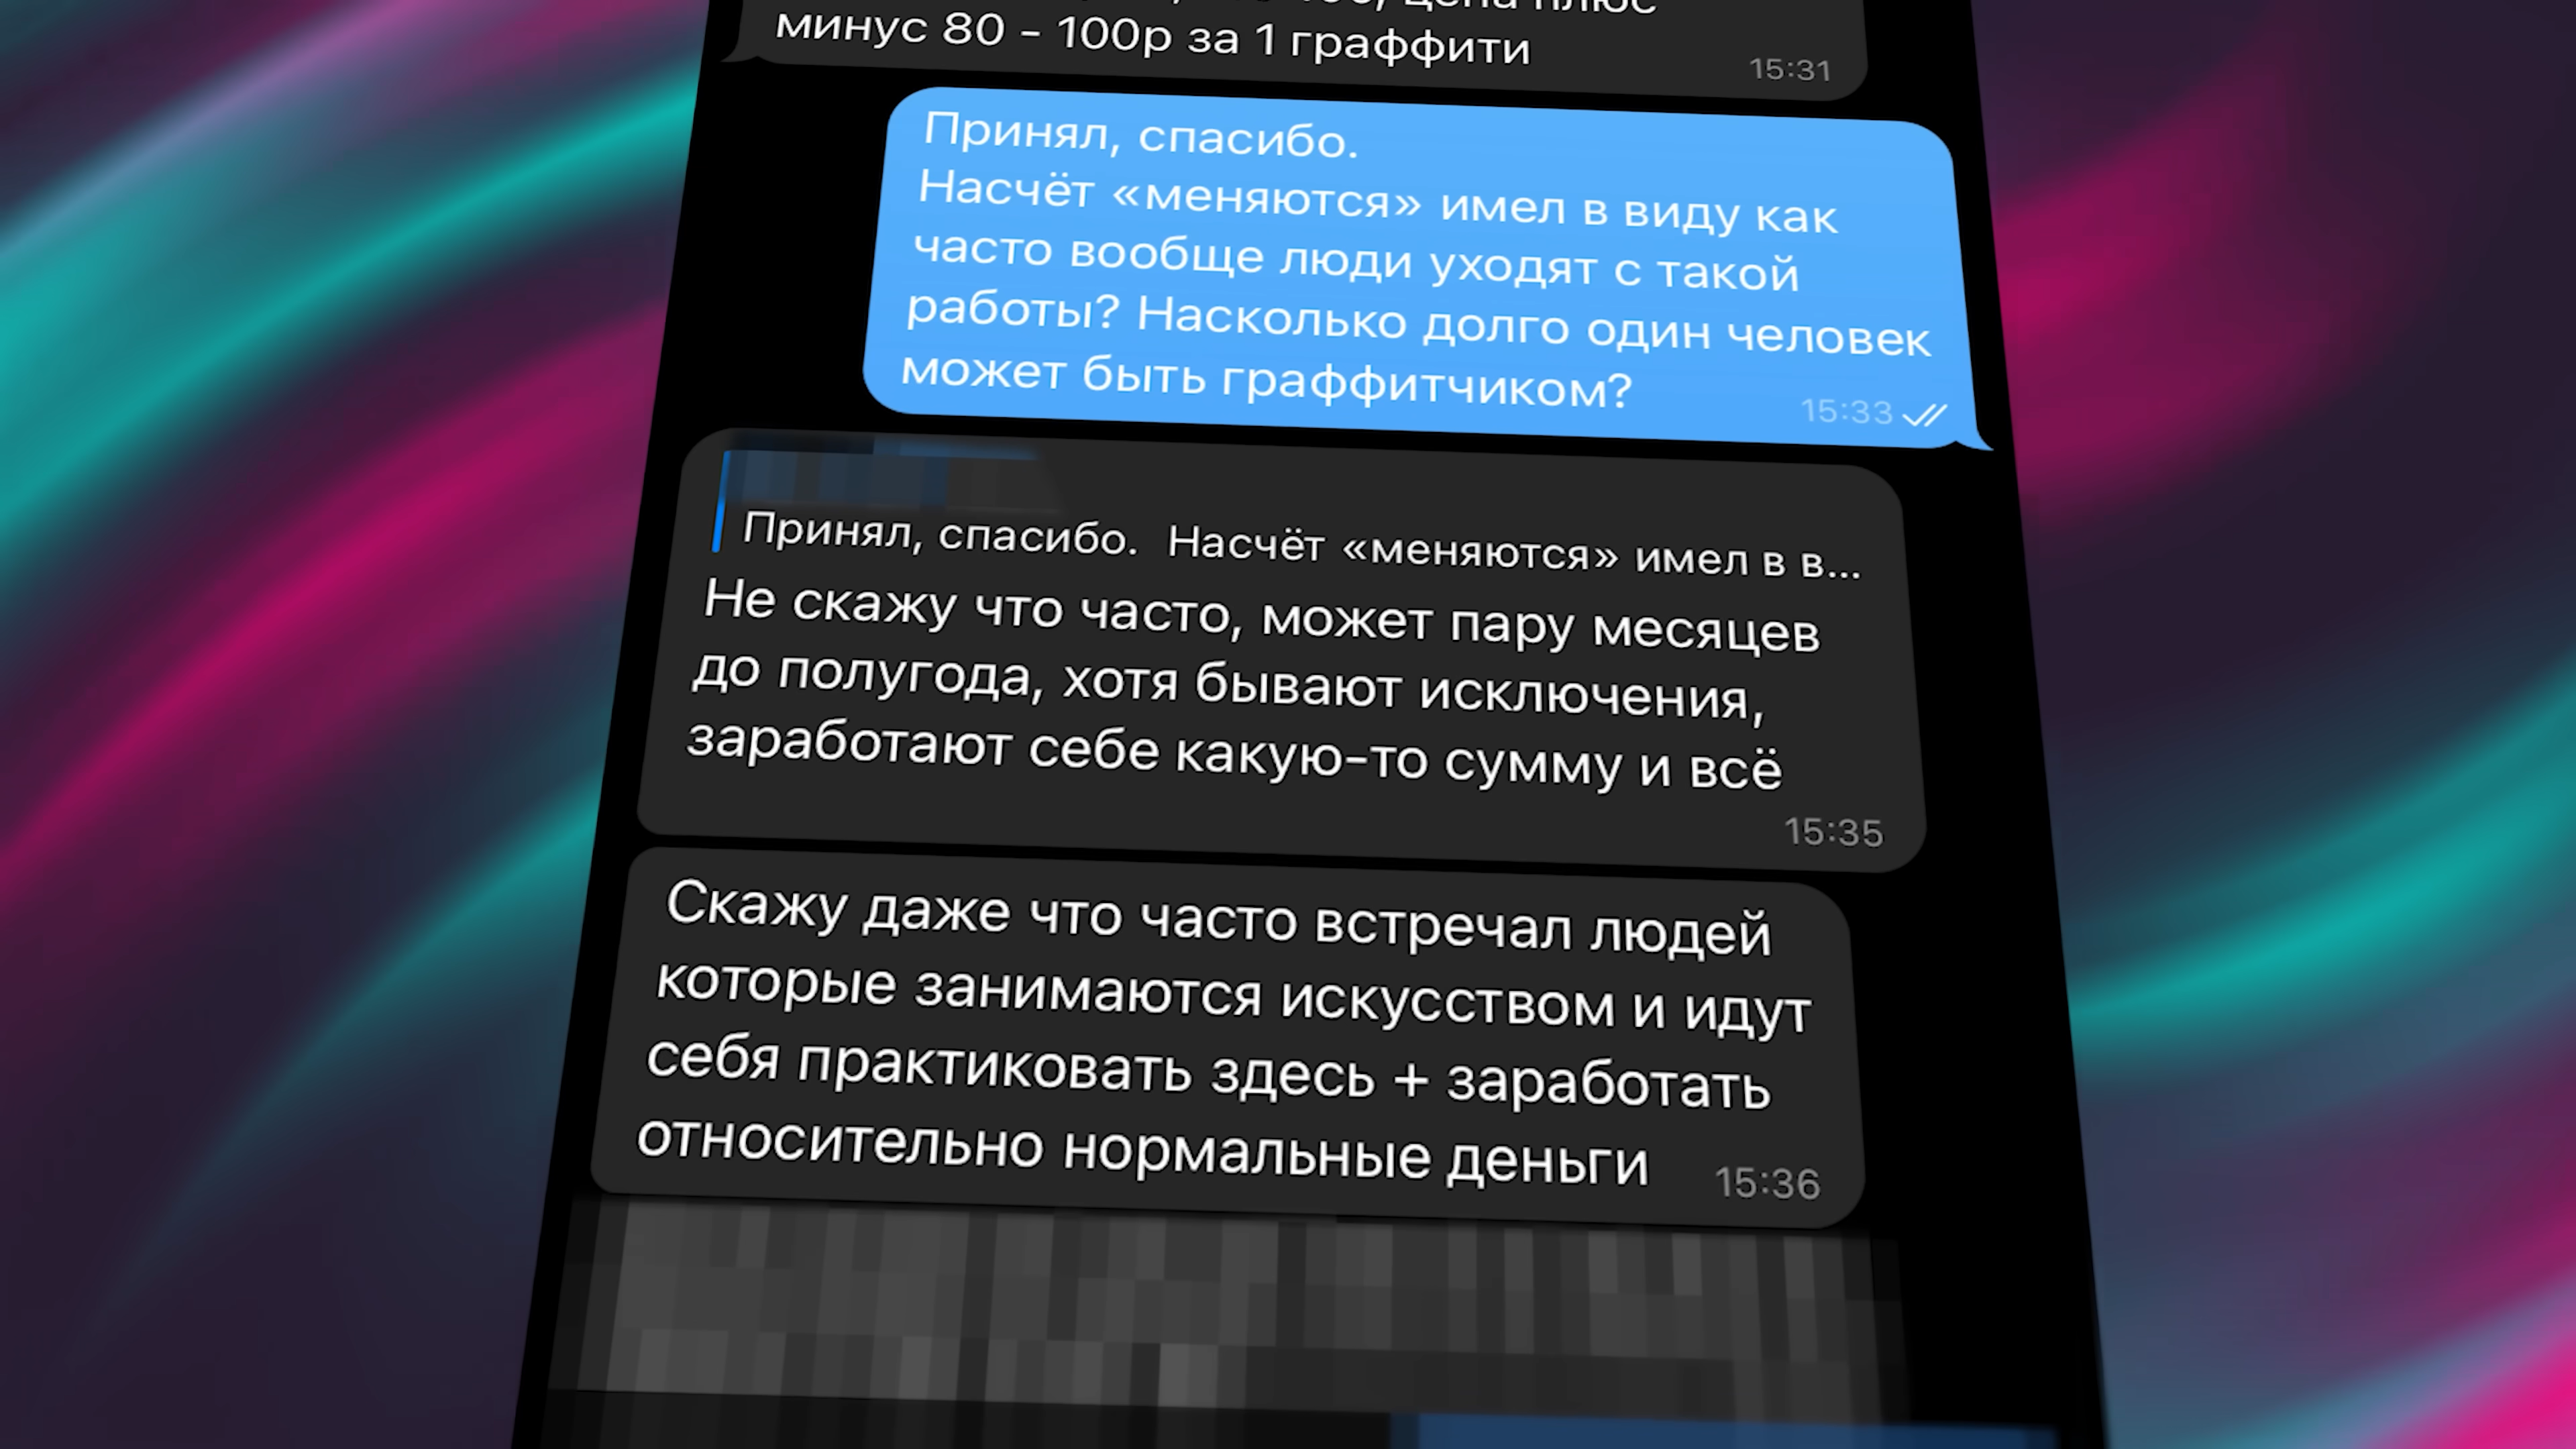 цена плюс
минус 80 - 100р за 1 граффити
15:31
Принял, спасибо.
Насчёт «меняются» имел в виду как
часто вообще люди уходят с такой
работы? Насколько долго один человек
может быть граффитчиком?
15:33
Принял, спасибо. Насчёт «меняются» имел в в...
Не скажу что часто, может пару месяцев
до полугода, хотя бывают исключения,
заработают себе какую-то сумму и всё
15:35
Скажу даже что часто встречал людей
которые занимаются искусством и идут
себя практиковать здесь + заработать
относительно нормальные деньги
15:36